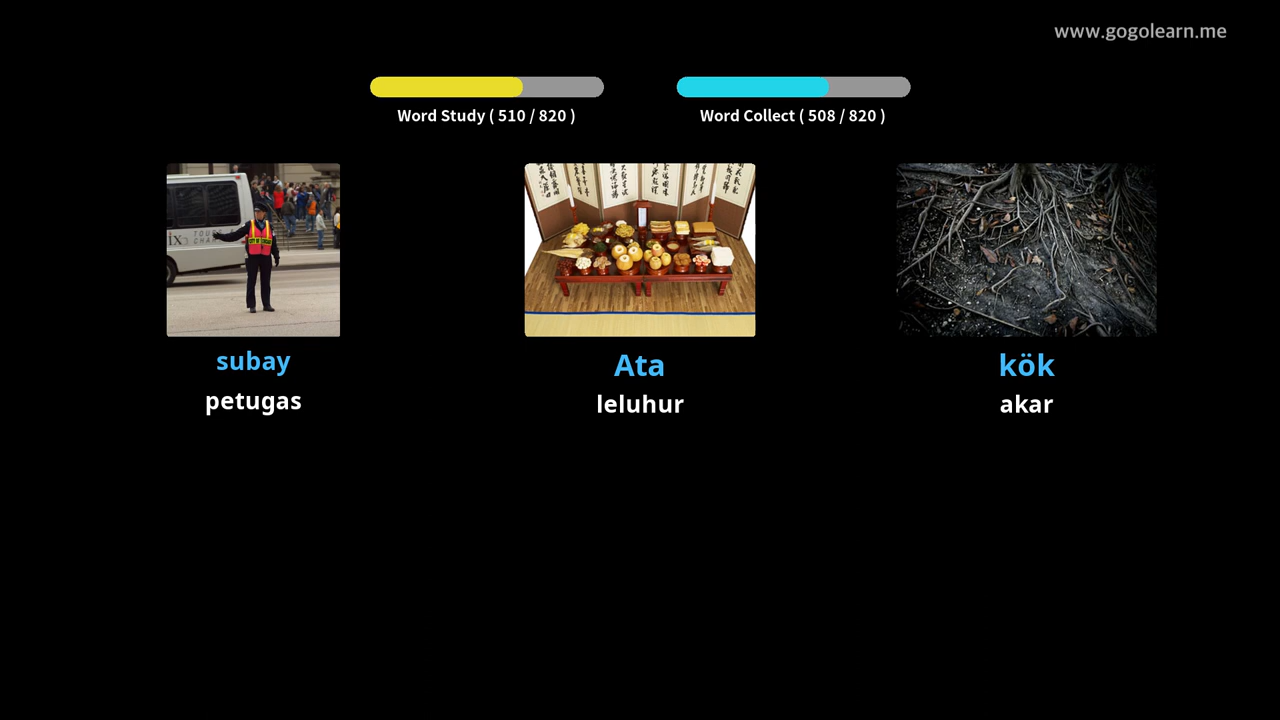 www.gogolearn.me
Word Study ( 510 / 820 )
Word Collect ( 508 / 820 )
subay
petugas
Ata
leluhur
kök
akar